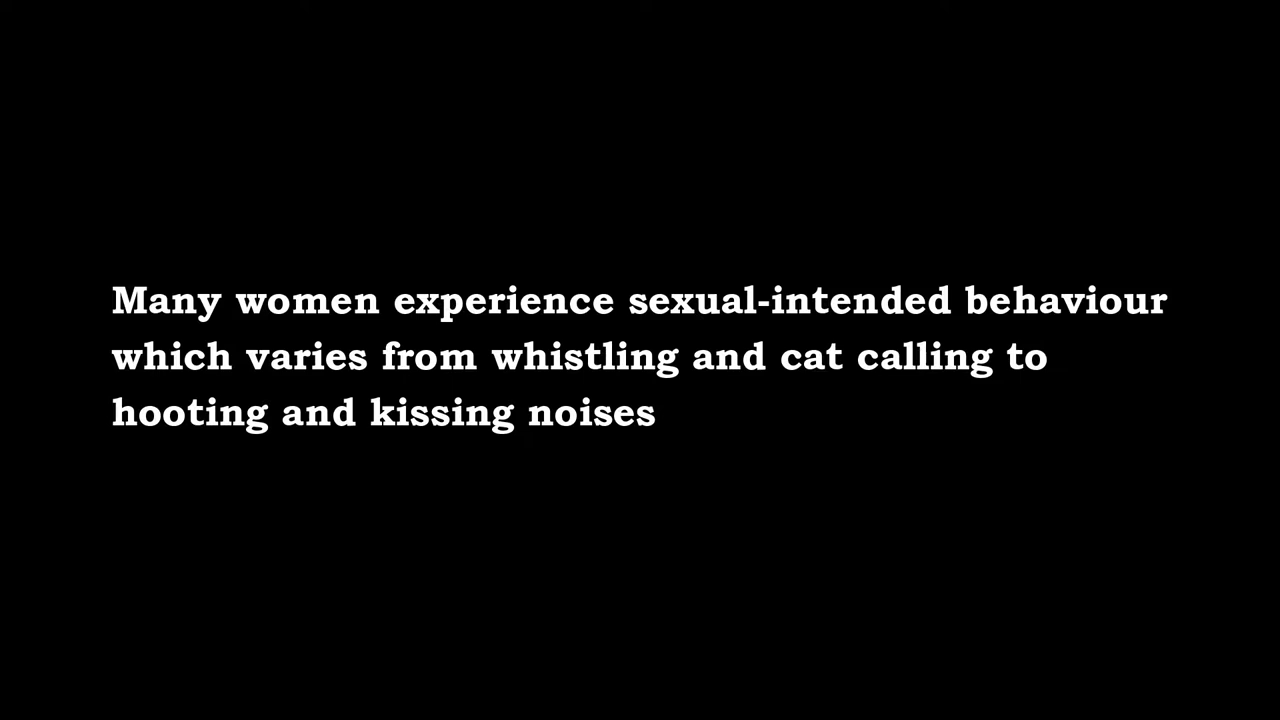 Many women experience sexual-intended behaviour
which varies from whistling and cat calling to
hooting and kissing noises